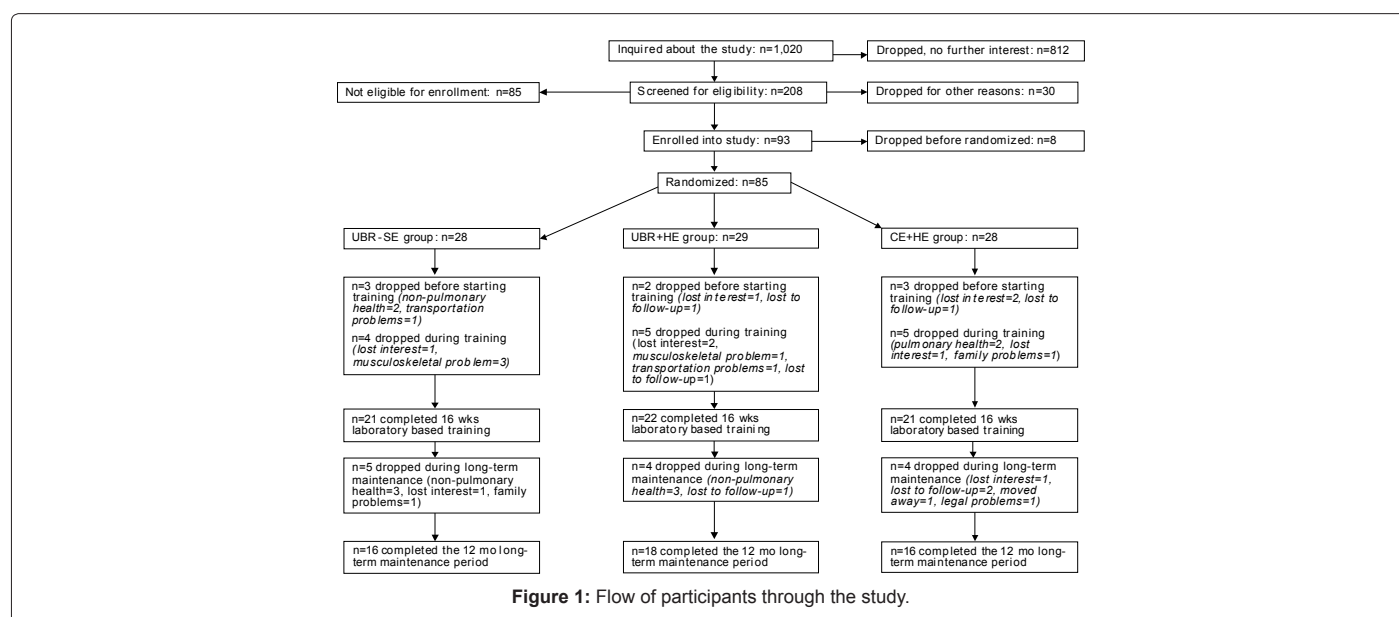 Inquired about the study: n=1,020
Dropped, no further interest: n=812
Not eligible for enrollment: n=85
Screened for eligibility: n=208
Dropped for other reasons: n=30
Enrolled into study: n=93
Dropped before randomized: n=8
Randomized: n=85
UBR-SE group: n=28
UBR+HE group: n=29
CE+HE group: n=28
n=3 dropped before starting
training (non-pulmonary
health=2, transportation
problems=1)
n=4 dropped during training
(lost interest=1,
musculoskeletal problem=3)
n=2 dropped before starting
training (lost interest=1, lost to
follow-up=1)
n=5 dropped during training
(lost interest=2,
musculoskeletal problem=1,
transportation problems=1, lost
to follow-up=1)
n=3 dropped before starting
training (lost interest=2, lost to
follow-up=1)
n=5 dropped during training
(pulmonary health=2, lost
interest=1, family problems=1)
n=21 completed 16 wks
laboratory based training
n=22 completed 16 wks
laboratory based training
n=21 completed 16 wks
laboratory based training
n=5 dropped during long-term
maintenance (non-pulmonary
health=3, lost interest=1, family
problems=1)
n=4 dropped during long-term
maintenance (non-pulmonary
health=3, lost to follow-up=1)
n=4 dropped during long-term
maintenance (lost interest=1,
lost to follow-up=2, moved
away=1, legal problems=1)
n=16 completed the 12 mo long-
term maintenance period
n=18 completed the 12 mo long-
term maintenance period
n=16 completed the 12 mo long-
term maintenance period
Figure 1: Flow of participants through the study.